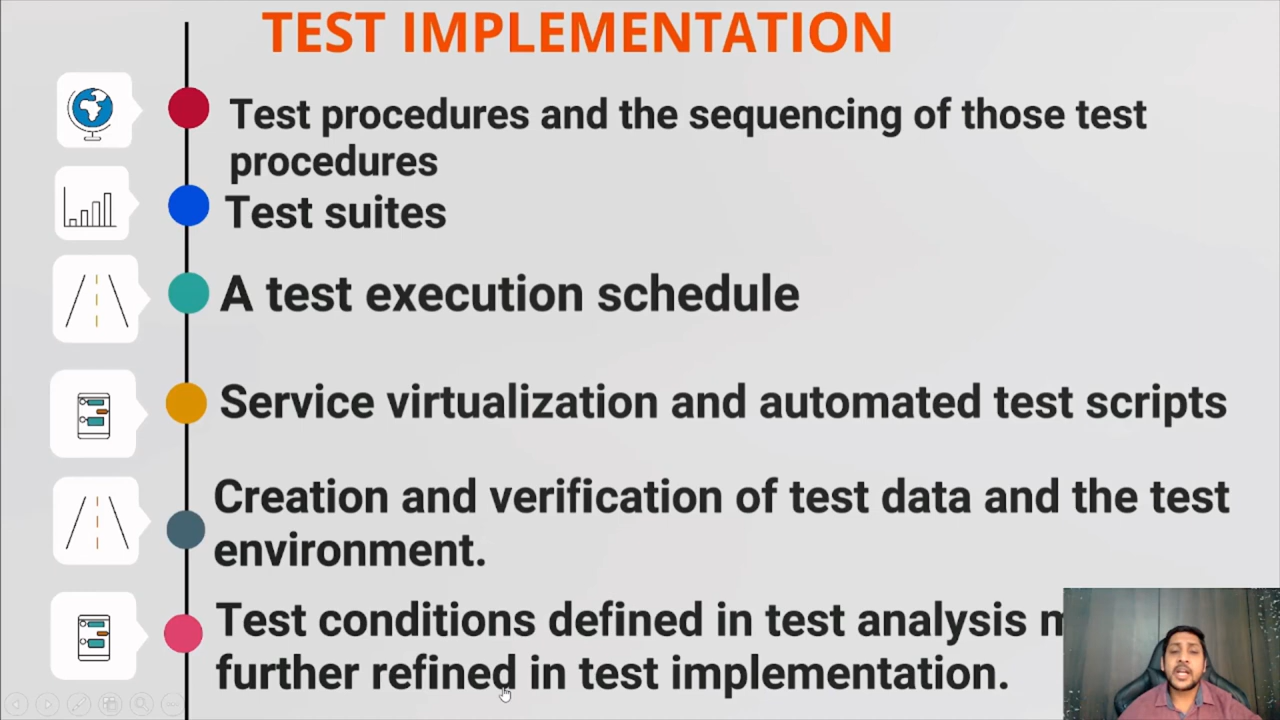 TEST IMPLEMENTATION
Test procedures and the sequencing of those test
procedures
Test suites
A test execution schedule
Service virtualization and automated test scripts
Creation and verification of test data and the test
environment.
Test conditions defined in test analysis
further refined in test implementation.